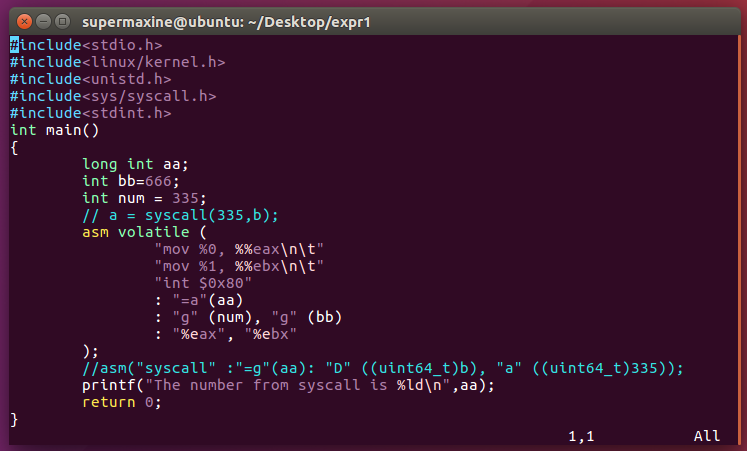 supermaxine@ubuntu: ~/Desktop/expr1
#include<stdio.h>
#include<linux/kernel.h>
#include<unistd.h>
#include<sys/syscall.h>
#include<stdint.h>
int main()
{
        long int aa;
        int bb=666;
        int num = 335;
        // a = syscall(335,b);
        asm volatile (
                "mov %0, %%eax\n\t"
                "mov %1, %%ebx\n\t"
                "int $0x80"
                : "=a"(aa)
                : "g" (num), "g" (bb)
                : "%eax", "%ebx"
        );
        //asm("syscall" :"=g"(aa): "D" ((uint64_t)b), "a" ((uint64_t)335));
        printf("The number from syscall is %ld\n",aa);
        return 0;
}
1,1 All